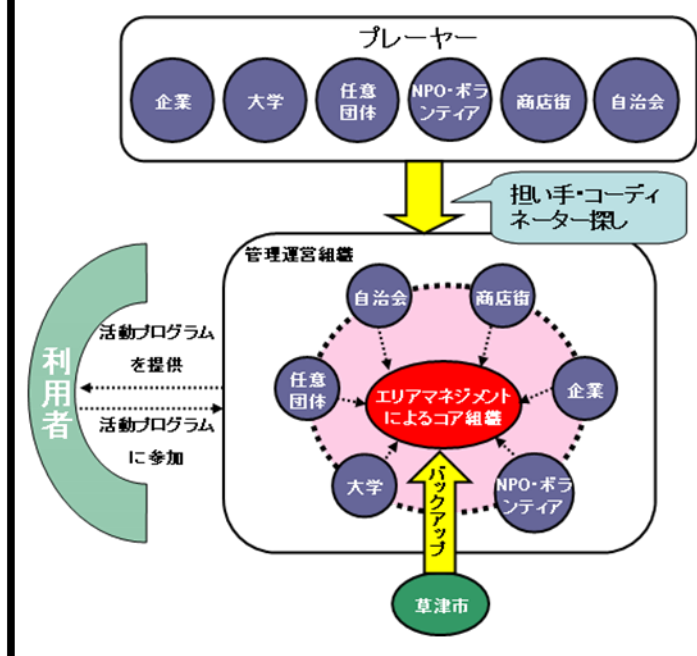 プレーヤー
企業
大学
任意
団体
NPO・ボラ
ンティア
商店街
自治会
担い手・コーディ
ネーター探し
管理運営組織
自治会
商店街
任意
団体
エリアマネジメント
によるコア組織
企業
大学
NPO・ボラ
ンティア
バックアップ
草津市
利用者
活動プログラム
を提供
活動プログラム
に参加